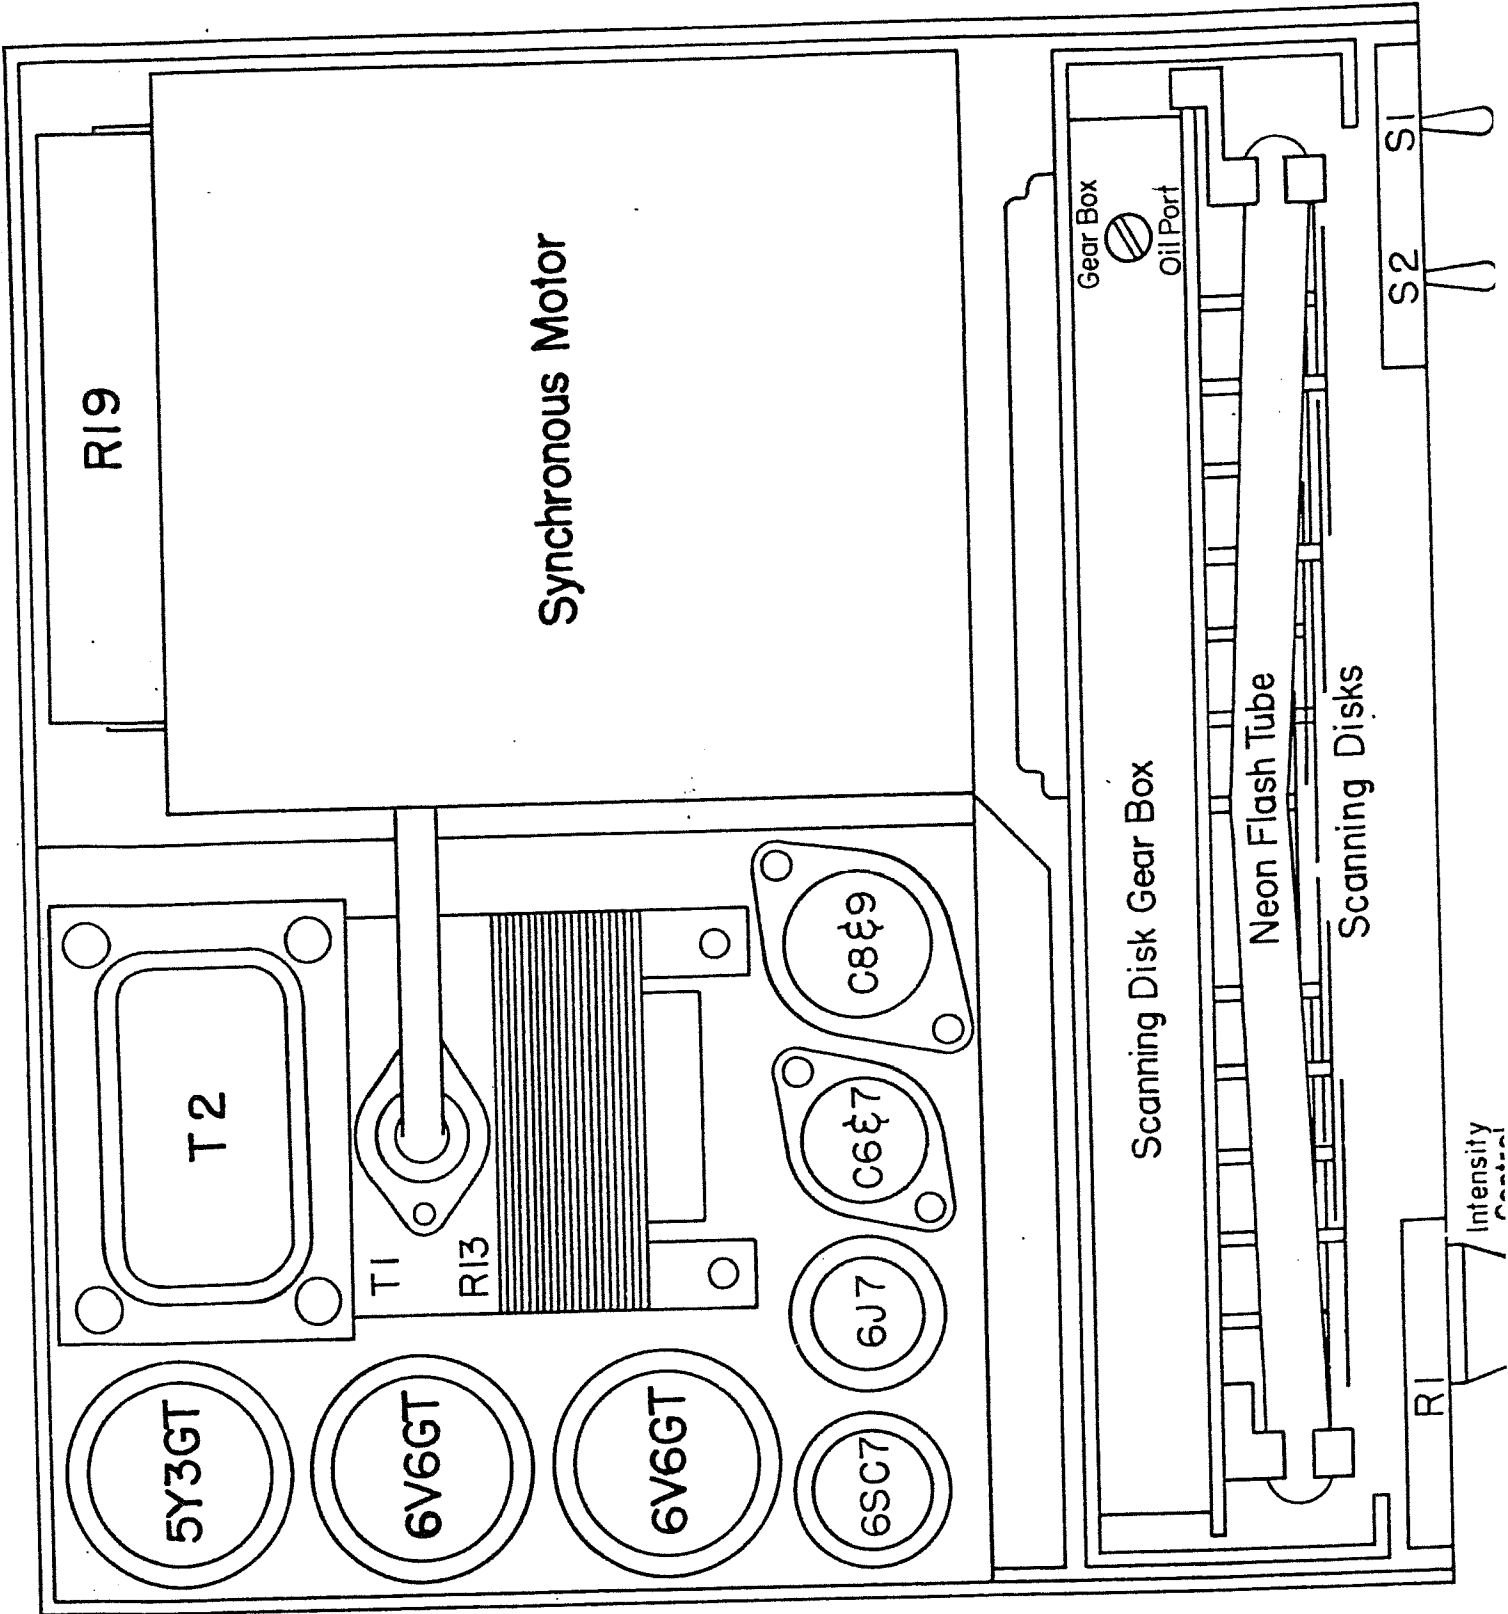 R19
5Y3GT
T2
6V6GT
T1
R13
Synchronous Motor
6V6GT
6SC7
6J7
C6&7
C8&9
Gear Box
Oil Port
Scanning Disk Gear Box
Neon Flash Tube
Scanning Disks
R1
S2
S1
Intensity
Control